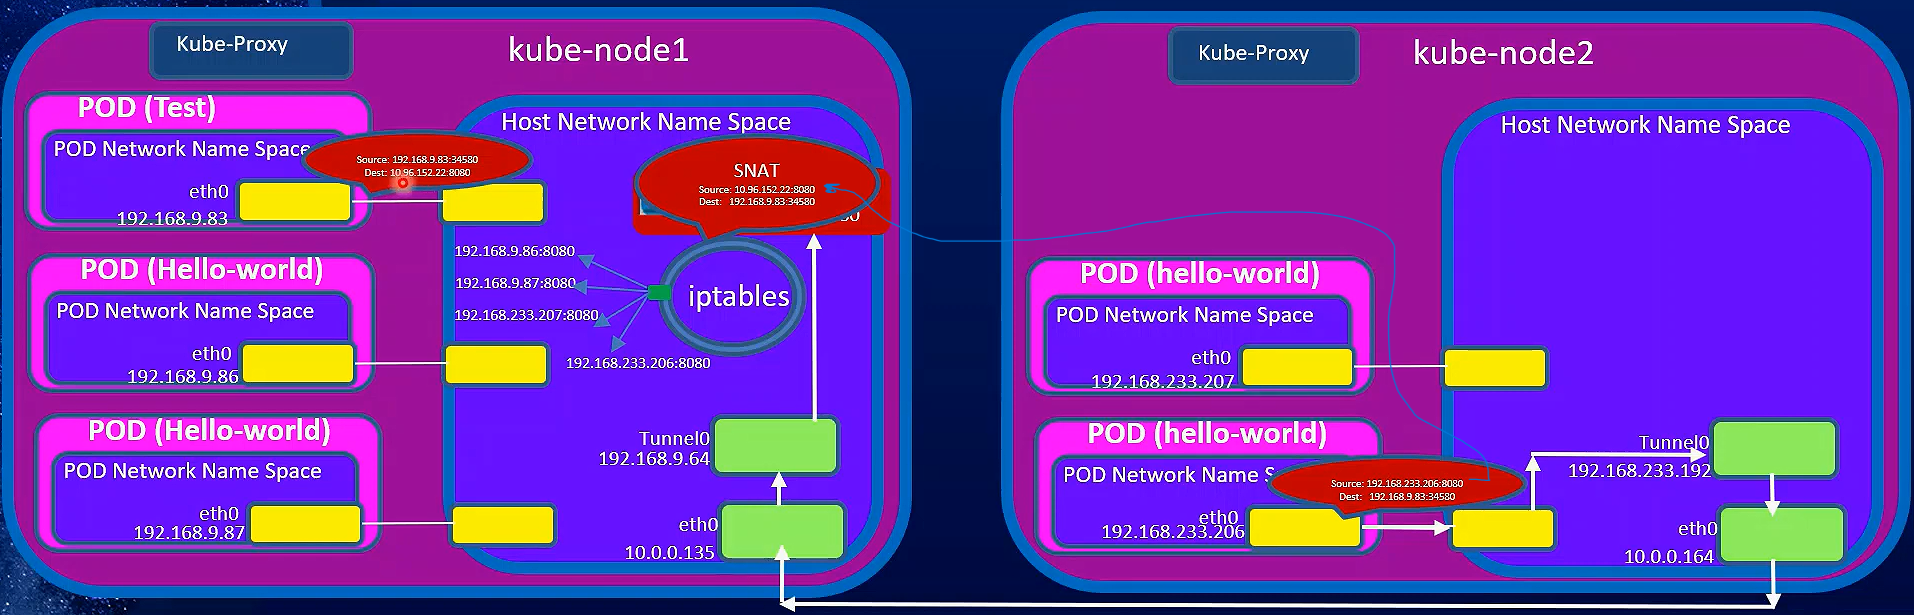 Kube-Proxy
kube-node1
POD (Test)
POD Network Name Space
eth0
192.168.9.83
Source: 192.168.9.83:34580
Dest: 10.96.152.22:8080
Host Network Name Space
SNAT
Source: 10.96.152.22:8080
Dest: 192.168.9.83:34580
192.168.9.86:8080
192.168.9.87:8080
192.168.233.207:8080
192.168.233.206:8080
iptables
POD (Hello-world)
POD Network Name Space
eth0
192.168.9.86
POD (Hello-world)
POD Network Name Space
eth0
192.168.9.87
Tunnel0
192.168.9.64
eth0
10.0.0.135
Kube-Proxy
kube-node2
Host Network Name Space
POD (hello-world)
POD Network Name Space
eth0
192.168.233.207
POD (hello-world)
POD Network Name S
eth0
192.168.233.206
Source: 192.168.233.206:8080
Dest: 192.168.9.83:34580
Tunnel0
192.168.233.192
eth0
10.0.0.164